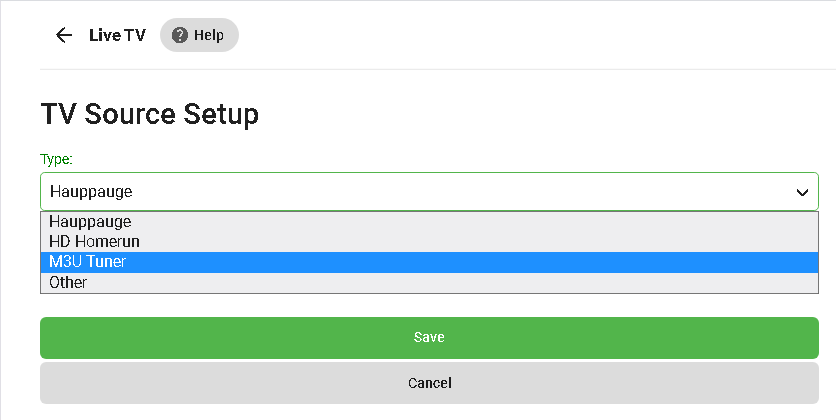 Live TV
Help
TV Source Setup
Type:
Hauppauge
Hauppauge
HD Homerun
M3U Tuner
Other
Save
Cancel